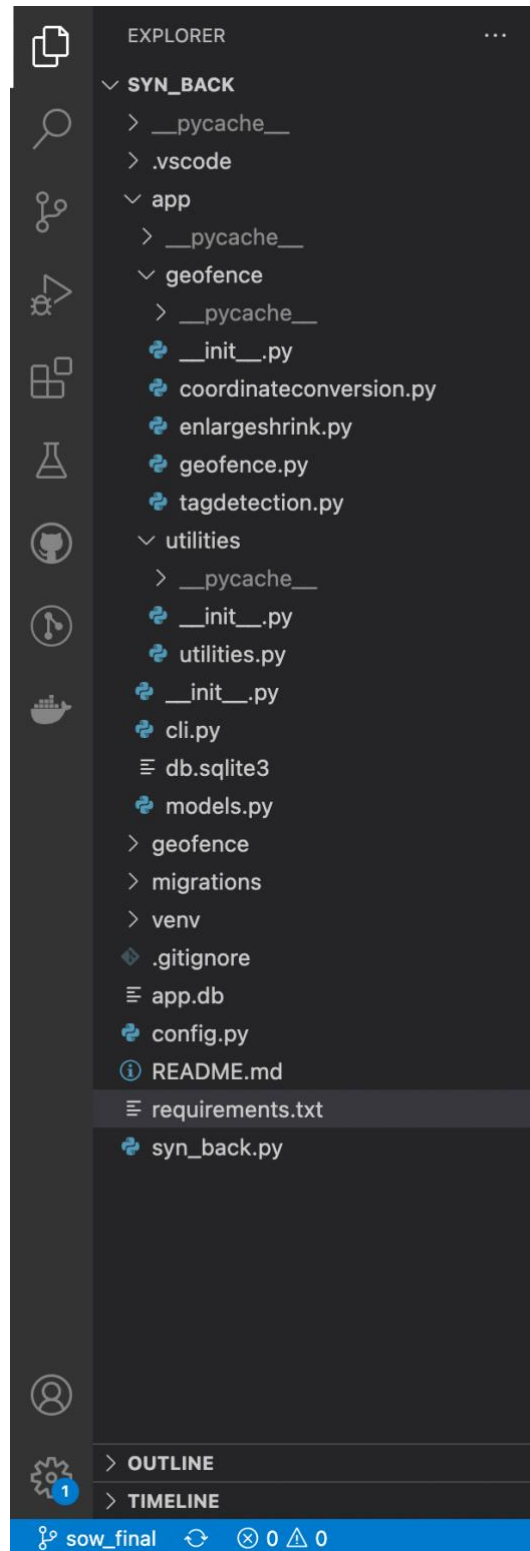 EXPLORER
SYN_BACK
__pycache__
.vscode
app
__pycache__
geofence
__pycache__
__init__.py
coordinateconversion.py
enlargeshrink.py
geofence.py
tagdetection.py
utilities
__pycache__
__init__.py
utilities.py
__init__.py
cli.py
db.sqlite3
models.py
geofence
migrations
venv
.gitignore
app.db
config.py
README.md
requirements.txt
syn_back.py
OUTLINE
1
TIMELINE
sow_final 0 0